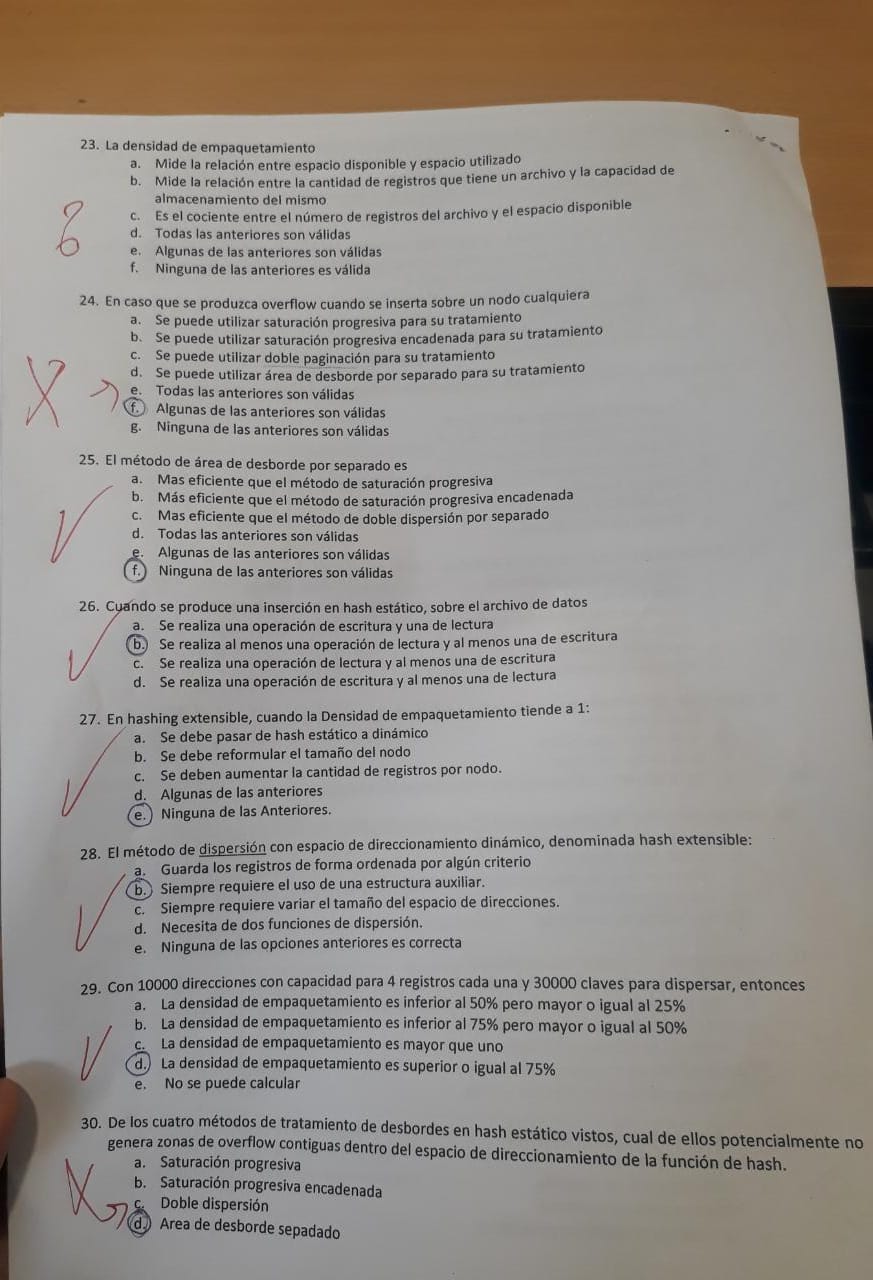 23. La densidad de empaquetamiento
a. Mide la relación entre espacio disponible y espacio utilizado
b. Mide la relación entre la cantidad de registros que tiene un archivo y la capacidad de
almacenamiento del mismo
c. Es el cociente entre el número de registros del archivo y el espacio disponible
d. Todas las anteriores son válidas
e. Algunas de las anteriores son válidas
f. Ninguna de las anteriores es válida
24. En caso que se produzca overflow cuando se inserta sobre un nodo cualquiera
a. Se puede utilizar saturación progresiva para su tratamiento
b. Se puede utilizar saturación progresiva encadenada para su tratamiento
c. Se puede utilizar doble paginación para su tratamiento
d. Se puede utilizar área de desborde por separado para su tratamiento
e. Todas las anteriores son válidas
f. Algunas de las anteriores son válidas
g. Ninguna de las anteriores son válidas
25. El método de área de desborde por separado es
a. Mas eficiente que el método de saturación progresiva
b. Más eficiente que el método de saturación progresiva encadenada
c. Mas eficiente que el método de doble dispersión por separado
d. Todas las anteriores son válidas
e. Algunas de las anteriores son válidas
f. Ninguna de las anteriores son válidas
26. Cuando se produce una inserción en hash estático, sobre el archivo de datos
a. Se realiza una operación de escritura y una de lectura
b. Se realiza al menos una operación de lectura y al menos una de escritura
c. Se realiza una operación de lectura y al menos una de escritura
d. Se realiza una operación de escritura y al menos una de lectura
27. En hashing extensible, cuando la Densidad de empaquetamiento tiende a 1:
a. Se debe pasar de hash estático a dinámico
b. Se debe reformular el tamaño del nodo
c. Se deben aumentar la cantidad de registros por nodo.
d. Algunas de las anteriores
e. Ninguna de las Anteriores.
28. El método de dispersión con espacio de direccionamiento dinámico, denominada hash extensible:
a. Guarda los registros de forma ordenada por algún criterio
b. Siempre requiere el uso de una estructura auxiliar.
c. Siempre requiere variar el tamaño del espacio de direcciones.
d. Necesita de dos funciones de dispersión.
e. Ninguna de las opciones anteriores es correcta
29. Con 10000 direcciones con capacidad para 4 registros cada una y 30000 claves para dispersar, entonces
a. La densidad de empaquetamiento es inferior al 50% pero mayor o igual al 25%
b. La densidad de empaquetamiento es inferior al 75% pero mayor o igual al 50%
c. La densidad de empaquetamiento es mayor que uno
d. La densidad de empaquetamiento es superior o igual al 75%
e. No se puede calcular
30. De los cuatro métodos de tratamiento de desbordes en hash estático vistos, cual de ellos potencialmente no
genera zonas de overflow contiguas dentro del espacio de direccionamiento de la función de hash.
a. Saturación progresiva
b. Saturación progresiva encadenada
c. Doble dispersión
d. Area de desborde sepadado